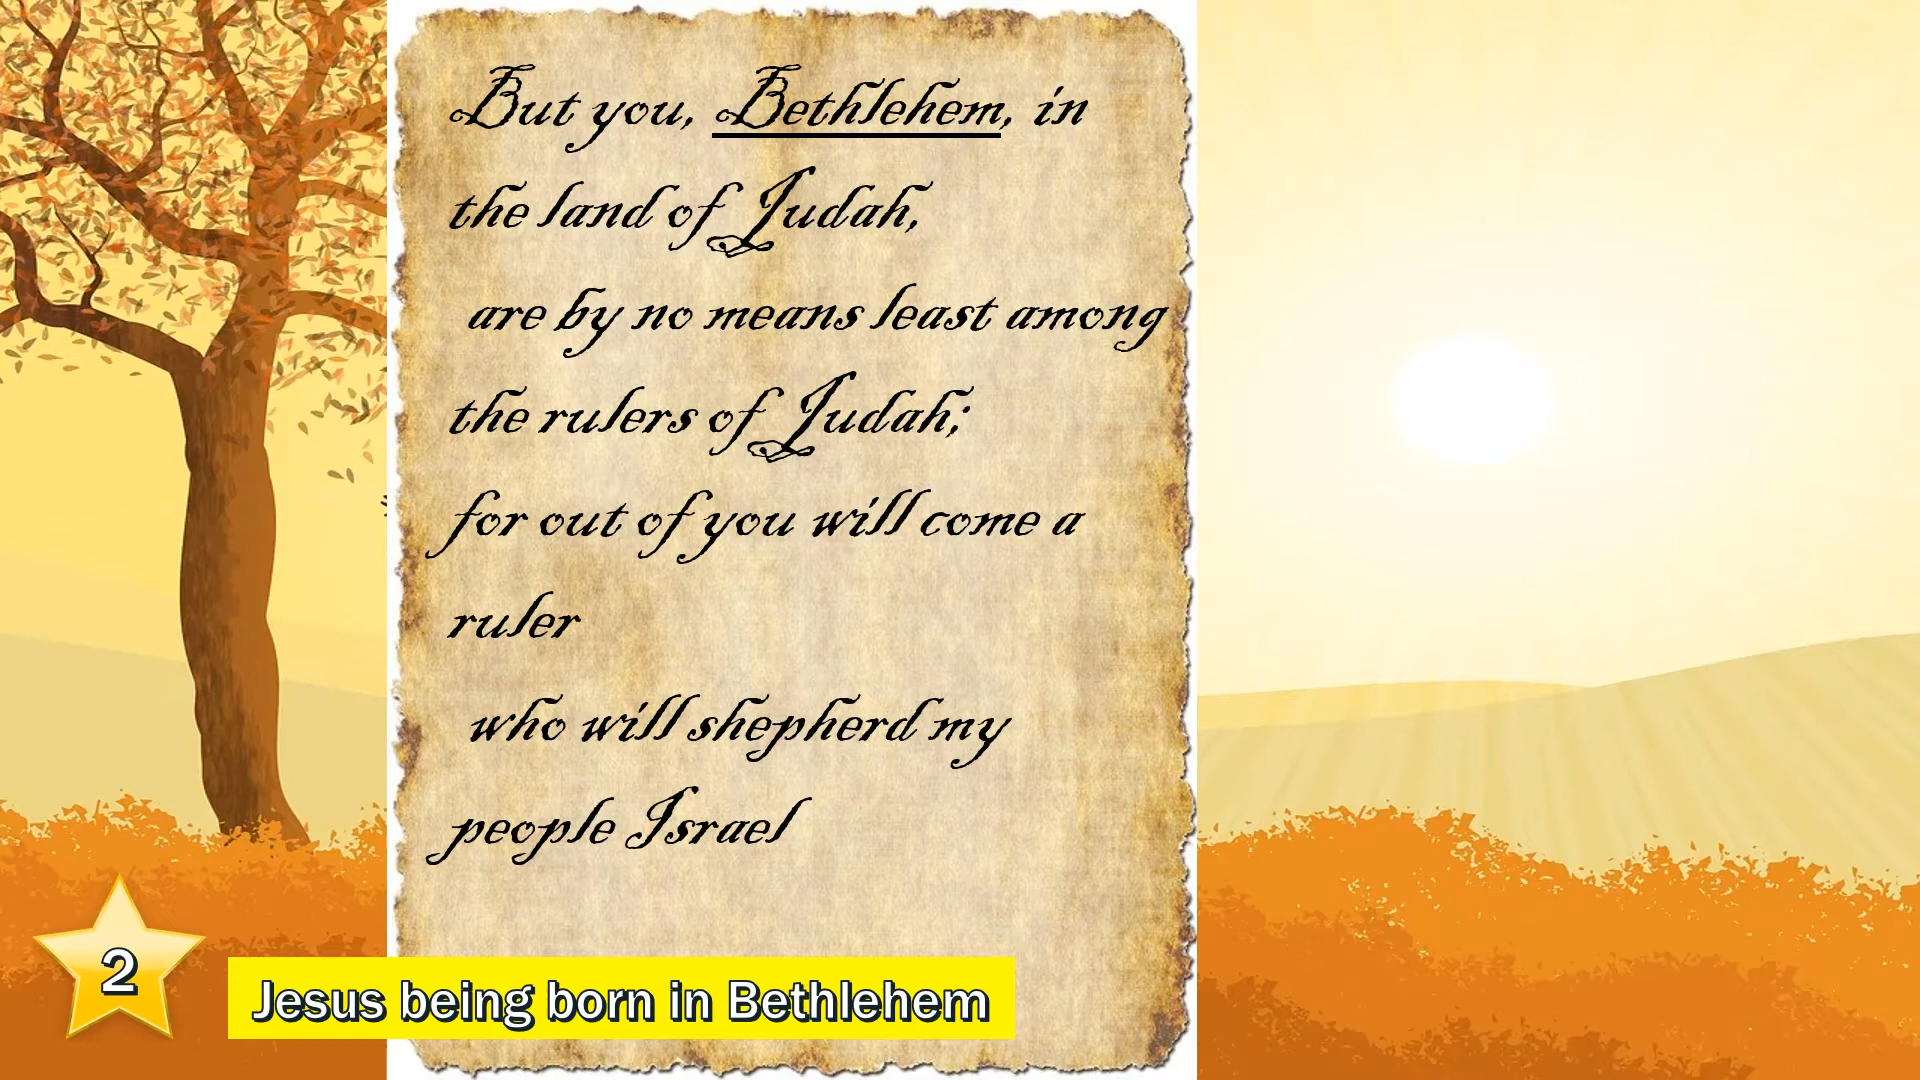 But you, Bethlehem, in
the land of Judah,
are by no means least among
the rulers of Judah;
for out of you will come a
ruler
who will shepherd my
people Israel
2
Jesus being born in Bethlehem